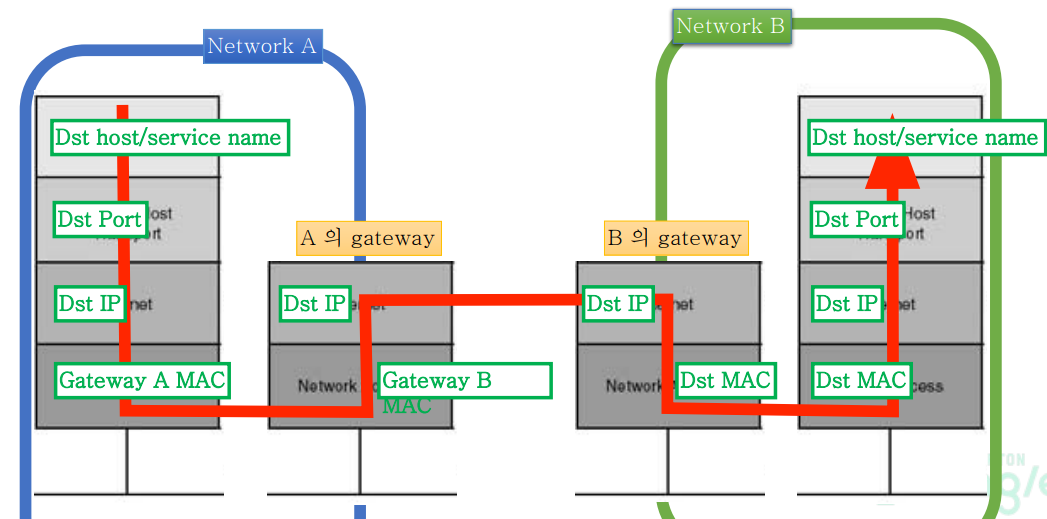 Network A
Network B
Dst host/service name
Dst host/service name
Dst Port
Host
Dst Port
A 의 gateway
B 의 gateway
Dst IP
Dst IP
Dst IP
Dst IP
Gateway A MAC
Network
Gateway B
MAC
Network
Dst MAC
Dst MAC